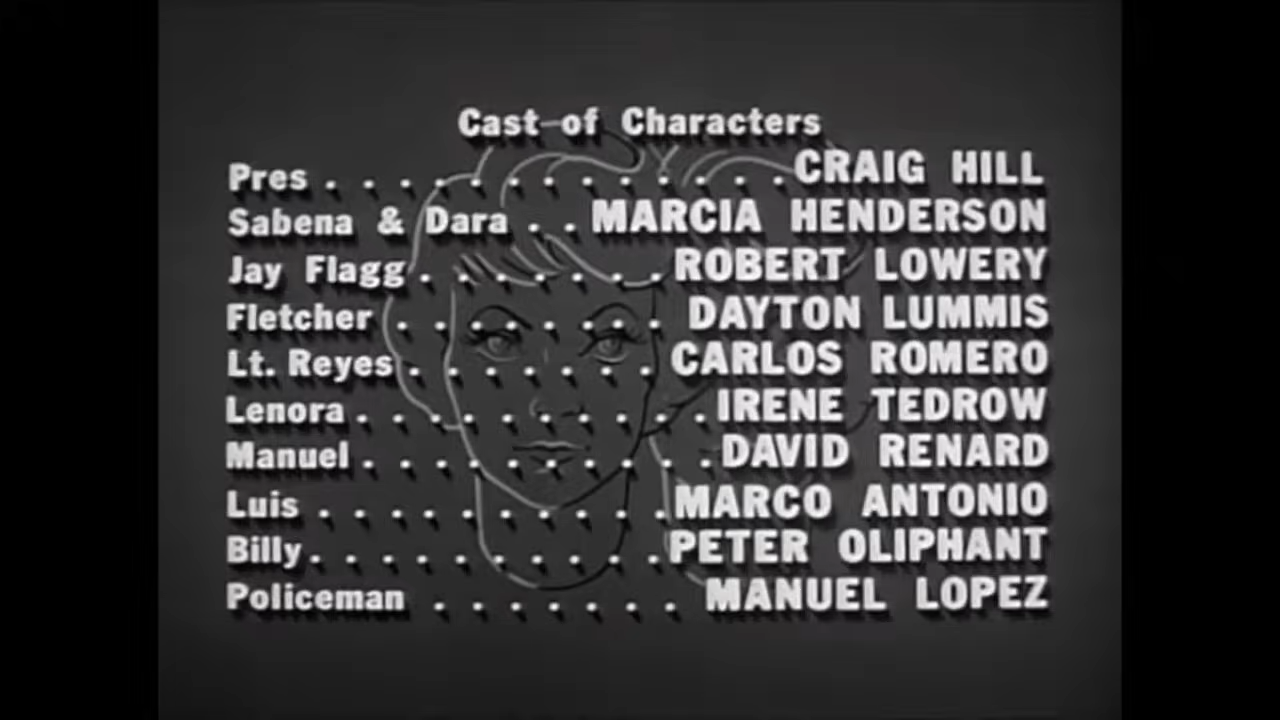 Cast of Characters
Pres . . . . . . . . . . . . . CRAIG HILL
Sabena & Dara . . MARCIA HENDERSON
Jay Flagg . . . . . . . ROBERT LOWERY
Fletcher . . . . . . . . DAYTON LUMMIS
Lt. Reyes . . . . . . . CARLOS ROMERO
Lenora . . . . . . . . . . IRENE TEDROW
Manuel . . . . . . . . . . DAVID RENARD
Luis . . . . . . . . . . MARCO ANTONIO
Billy . . . . . . . . . . PETER OLIPHANT
Policeman . . . . . . . MANUEL LOPEZ